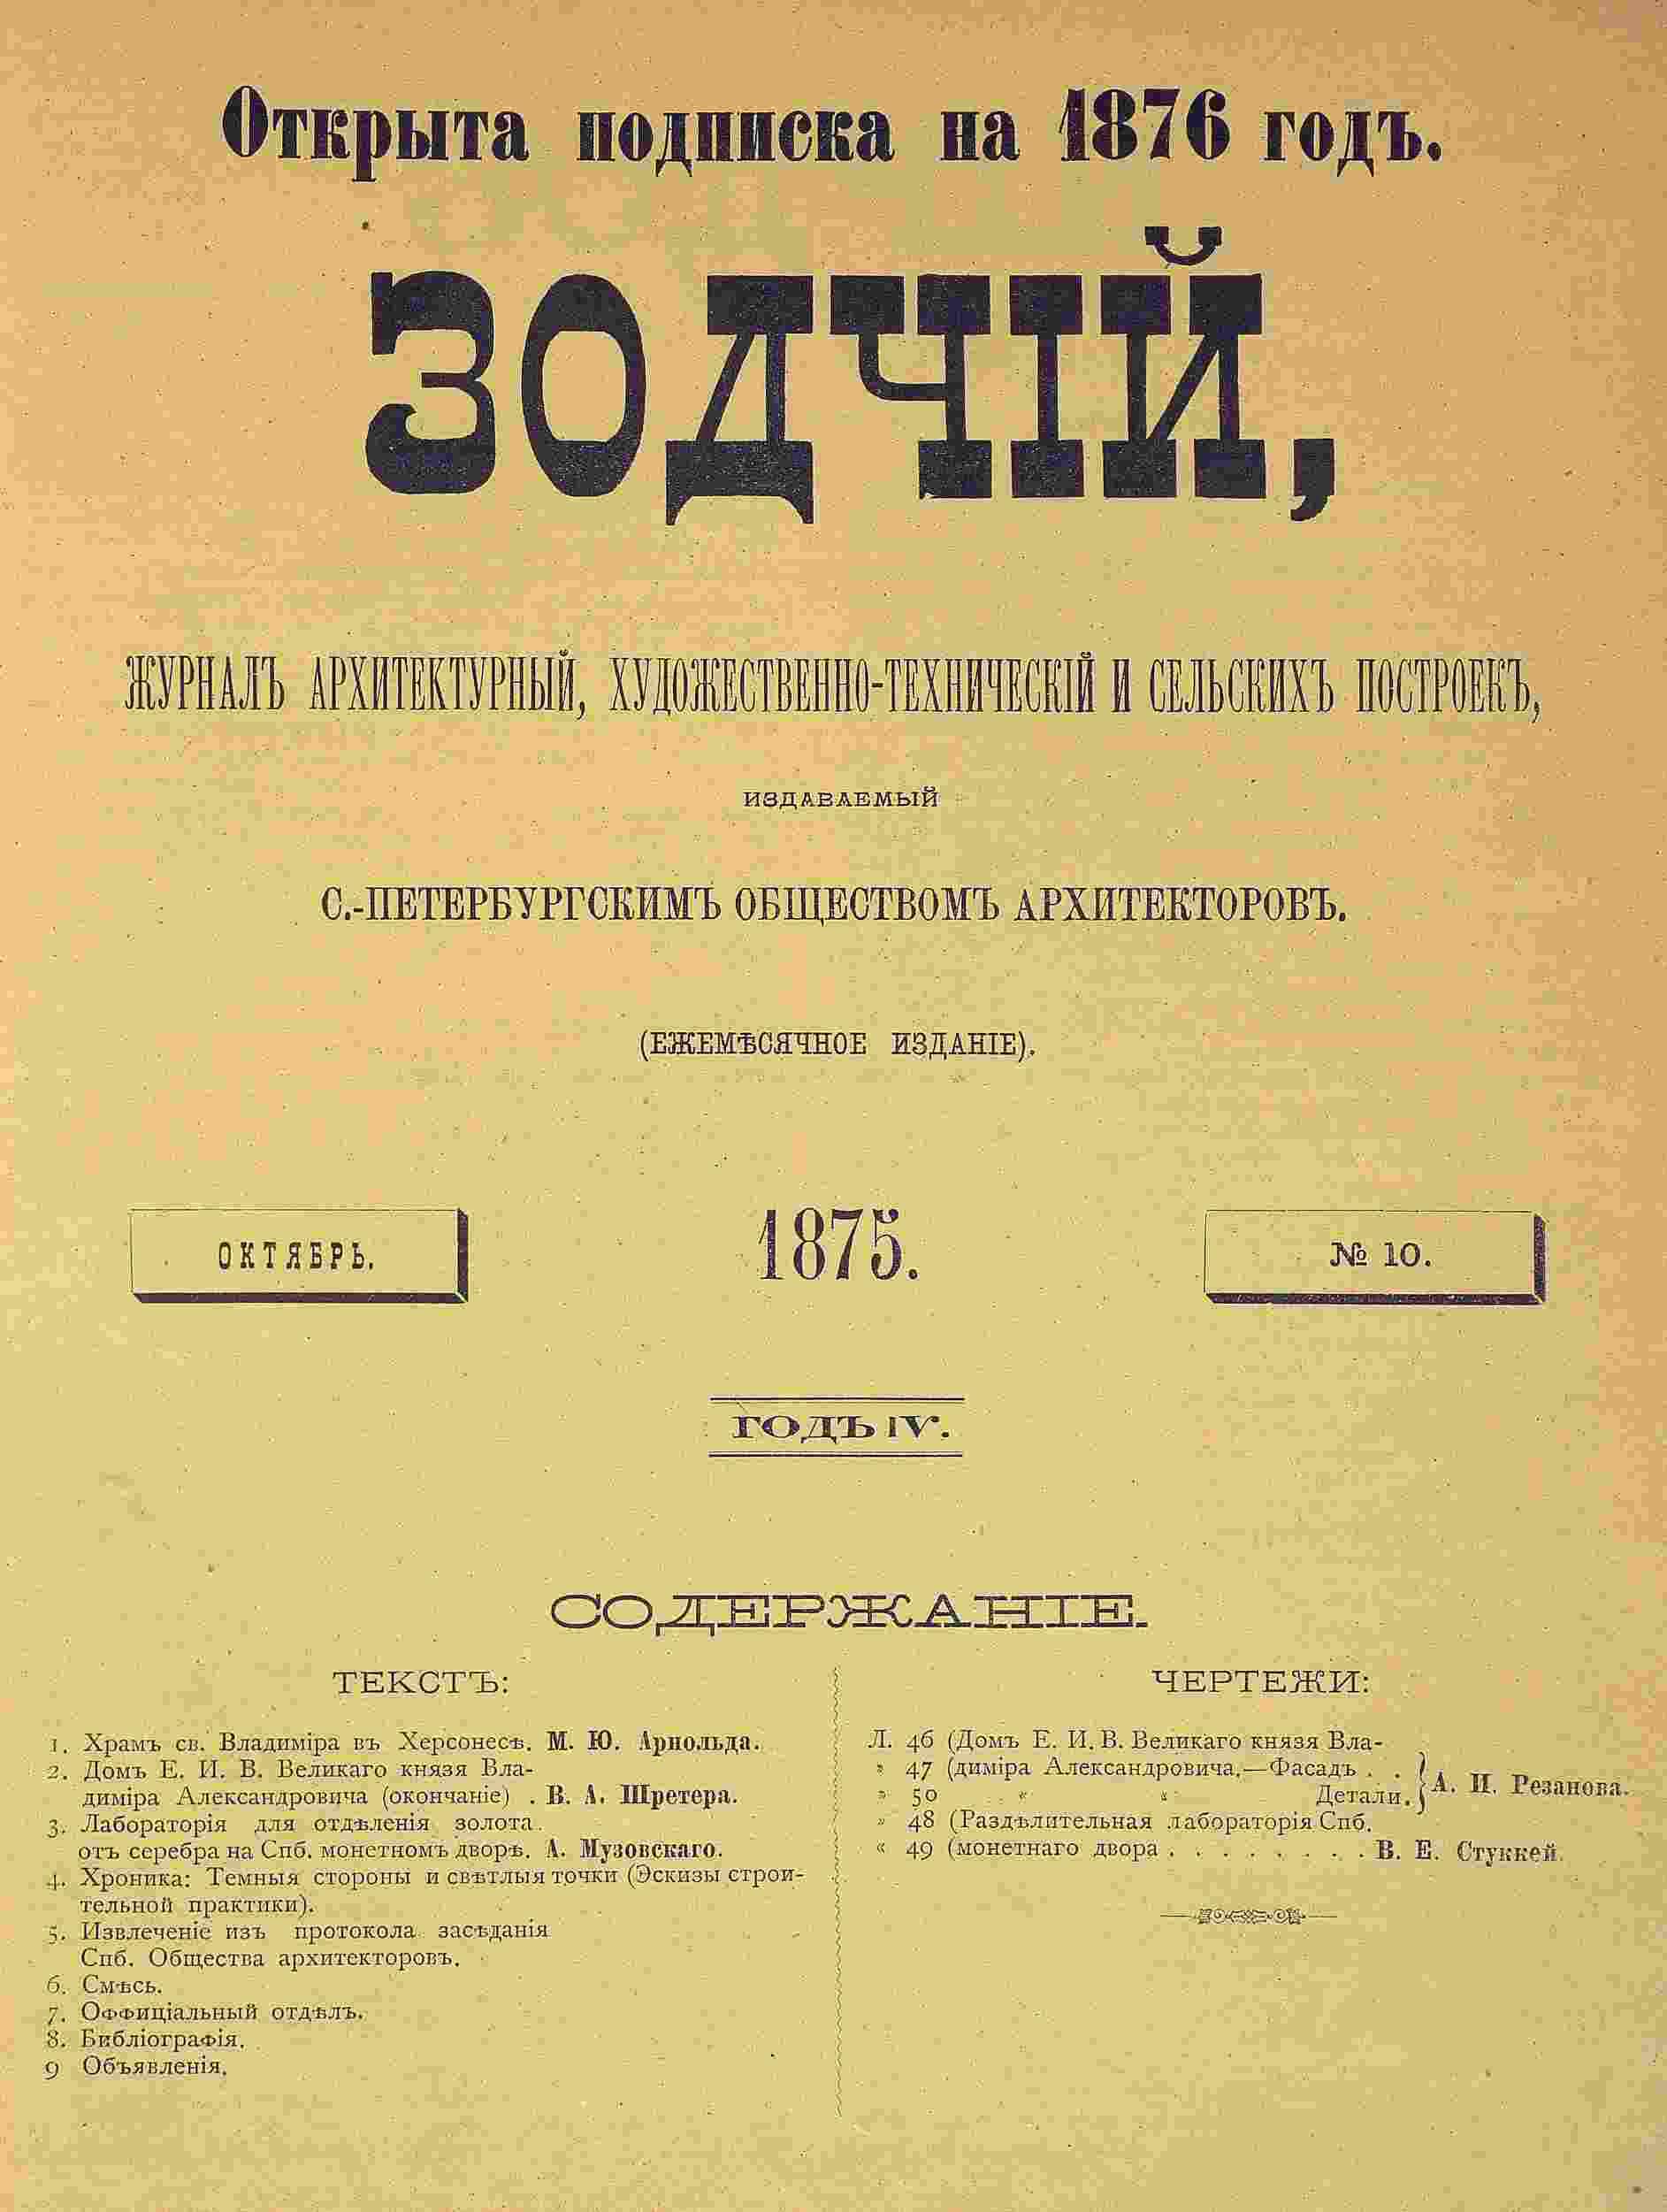 Открыта подписка на 1876 годъ.
ЗОДЧІЙ,
ЖУРНАЛЪ АРХИТЕКТУРНЫЙ, ХУДОЖЕСТВЕННО-ТЕХНИЧЕСКІЙ И СЕЛЬСКИХЪ ПОСТРОЕКЪ,
ИЗДАВАЕМЫЙ
С.-ПЕТЕРБУРГСКИМЪ ОБЩЕСТВОМЪ АРХИТЕКТОРОВЪ.
(ЕЖЕМѢСЯЧНОЕ ИЗДАНІЕ).
ОКТЯБРЬ.
1875.
№ 10.
ГОДЪ IV.
СОДЕРЖАНІЕ.
ТЕКСТЪ:
1. Храмъ св. Владиміра въ Херсонесѣ. М. Ю. Арнольда.
2. Домъ Е. И. В. Великаго князя Вла-
диміра Александровича (окончаніе) . В. А. Шретера.
3. Лабораторія для отдѣленія золота
отъ серебра на Спб. монетномъ дворѣ. А. Музовскаго.
4. Хроника: Темныя стороны и свѣтлыя точки (Эскизы строи-
тельной практики).
5. Извлеченіе изъ протокола засѣданія
Спб. Общества архитекторовъ.
6. Смѣсь.
7. Оффиціальный отдѣлъ.
8. Библіографія.
9 Объявленія.
ЧЕРТЕЖИ:
Л. 46 (Домъ Е. И. В. Великаго князя Вла-
» 47 (диміра Александровича.—Фасадъ . . } А. И. Резанова.
» 50 « « Детали.
» 48 (Раздѣлительная лабораторія Спб.
« 49 (монетнаго двора . . . . . . . . В. Е. Стуккей.